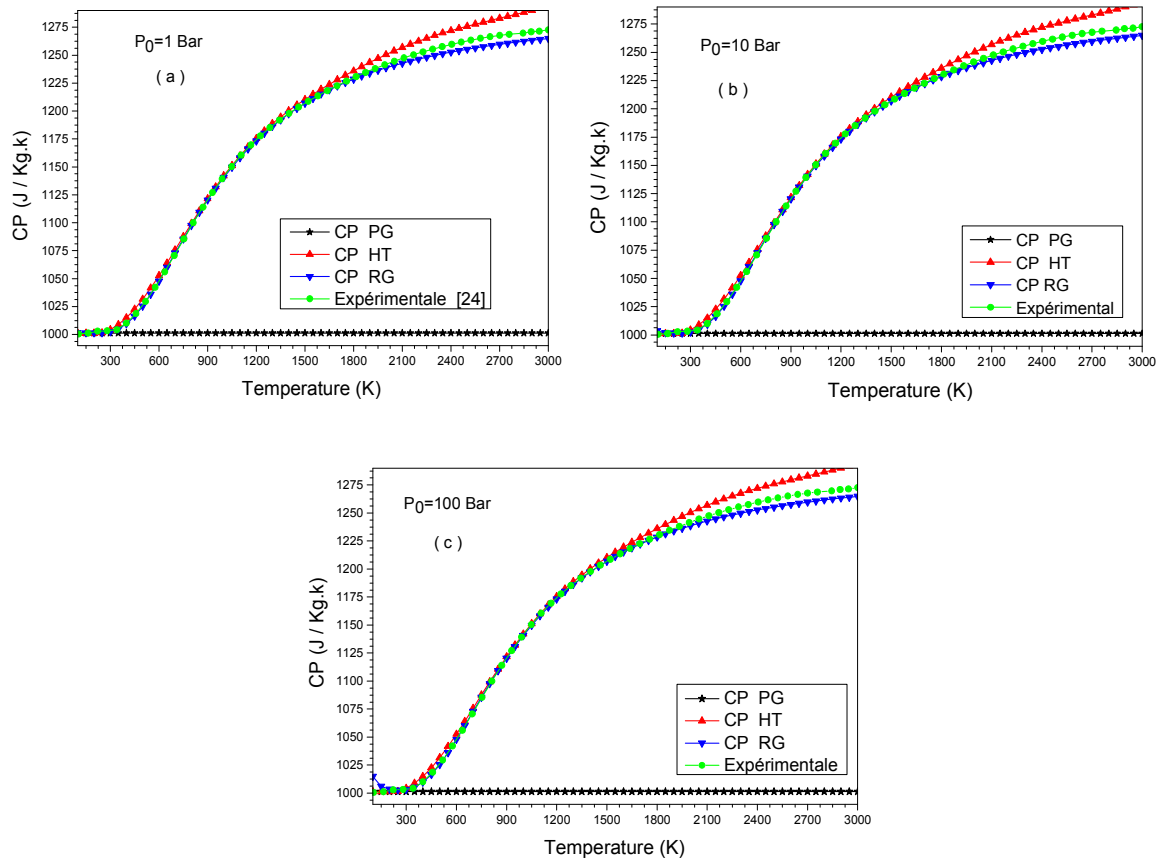 P0=1 Bar
( a )
CP (J / Kg.k)
1275
1250
1225
1200
1175
1150
1125
1100
1075
1050
1025
1000
CP PG
CP HT
CP RG
Expérimentale [24]
300 600 900 1200 1500 1800 2100 2400 2700 3000
Temperature (K)
P0=10 Bar
( b )
CP (J / Kg.k)
1275
1250
1225
1200
1175
1150
1125
1100
1075
1050
1025
1000
CP PG
CP HT
CP RG
Expérimental
300 600 900 1200 1500 1800 2100 2400 2700 3000
Temperature (K)
P0=100 Bar
( c )
CP (J / Kg.k)
1275
1250
1225
1200
1175
1150
1125
1100
1075
1050
1025
1000
CP PG
CP HT
CP RG
Expérimentale
300 600 900 1200 1500 1800 2100 2400 2700 3000
Temperature (K)